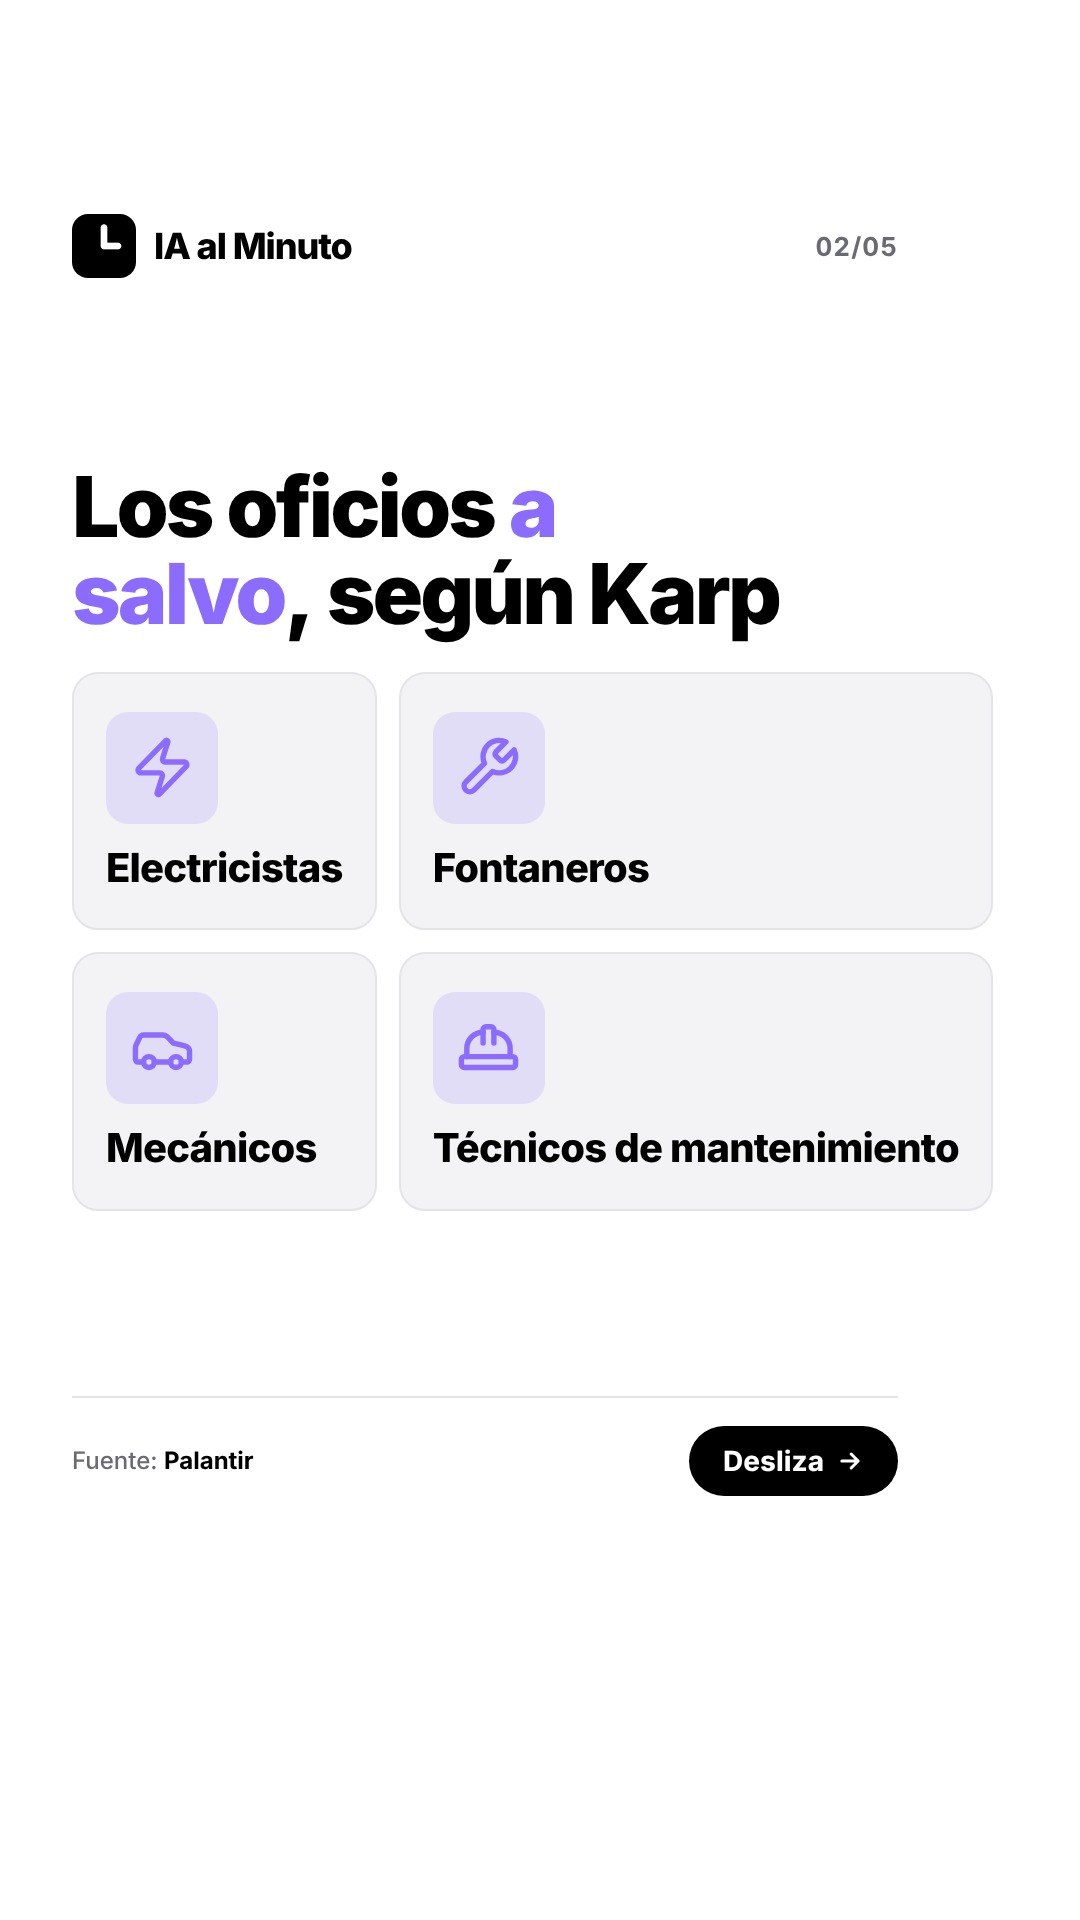 IA al Minuto
02/05
Los oficios a
salvo, según Karp
Electricistas
Fontaneros
Mecánicos
Técnicos de mantenimiento
Fuente: Palantir
Desliza →